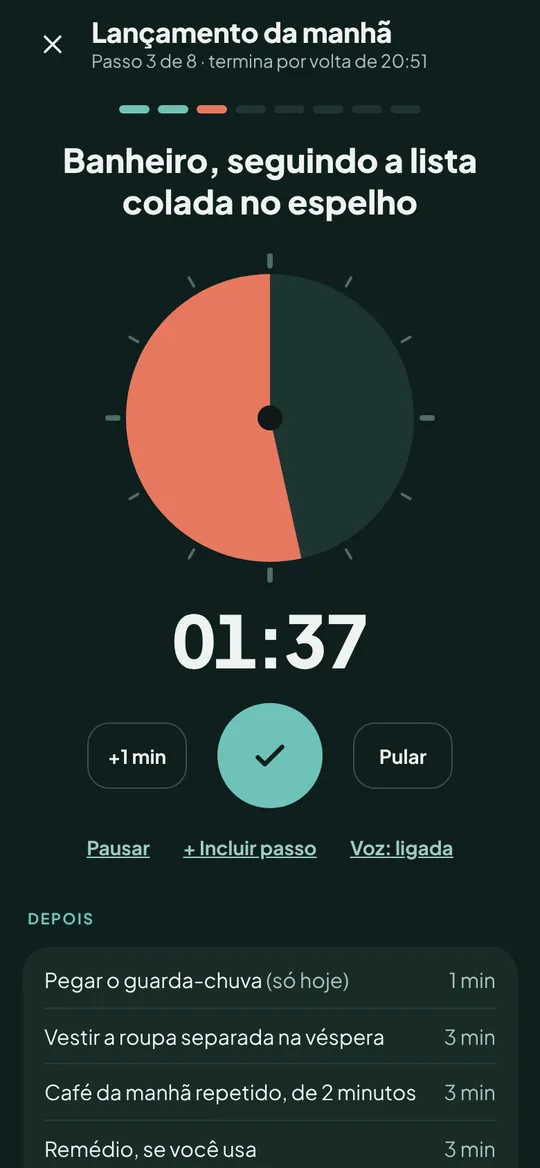 Lançamento da manhã
Passo 3 de 8 · termina por volta de 20:51
Banheiro, seguindo a lista
colada no espelho
01:37
+1 min
Pular
Pausar
+ Incluir passo
Voz: ligada
DEPOIS
Pegar o guarda-chuva (só hoje) 1 min
Vestir a roupa separada na véspera 3 min
Café da manhã repetido, de 2 minutos 3 min
Remédio, se você usa 1 min